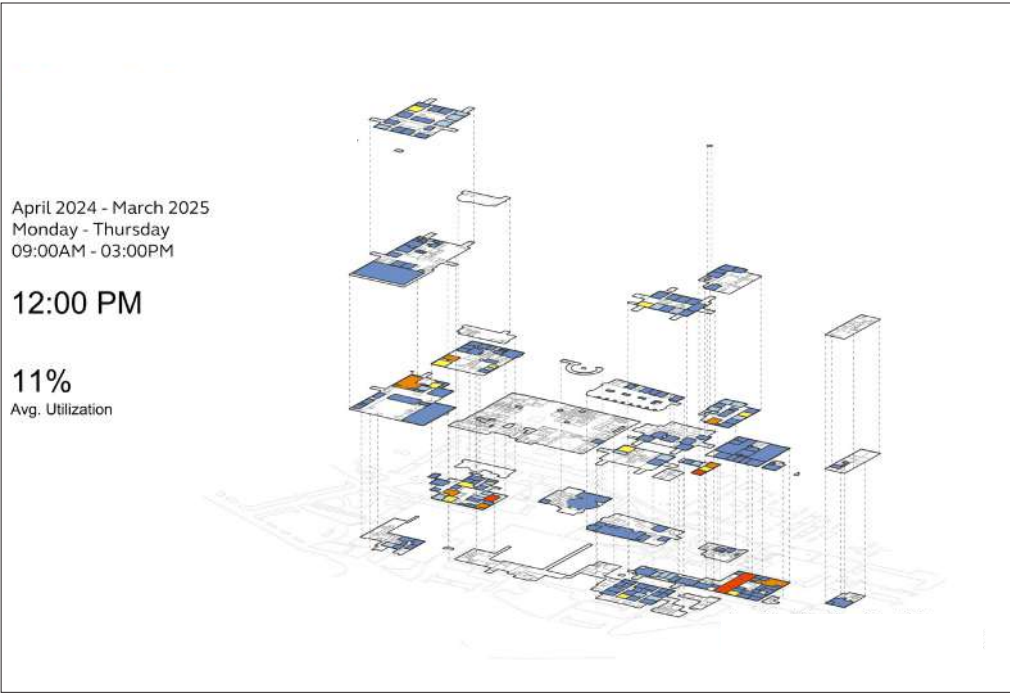 April 2024 - March 2025
Monday - Thursday
09:00AM - 03:00PM
12:00 PM
11%
Avg. Utilization